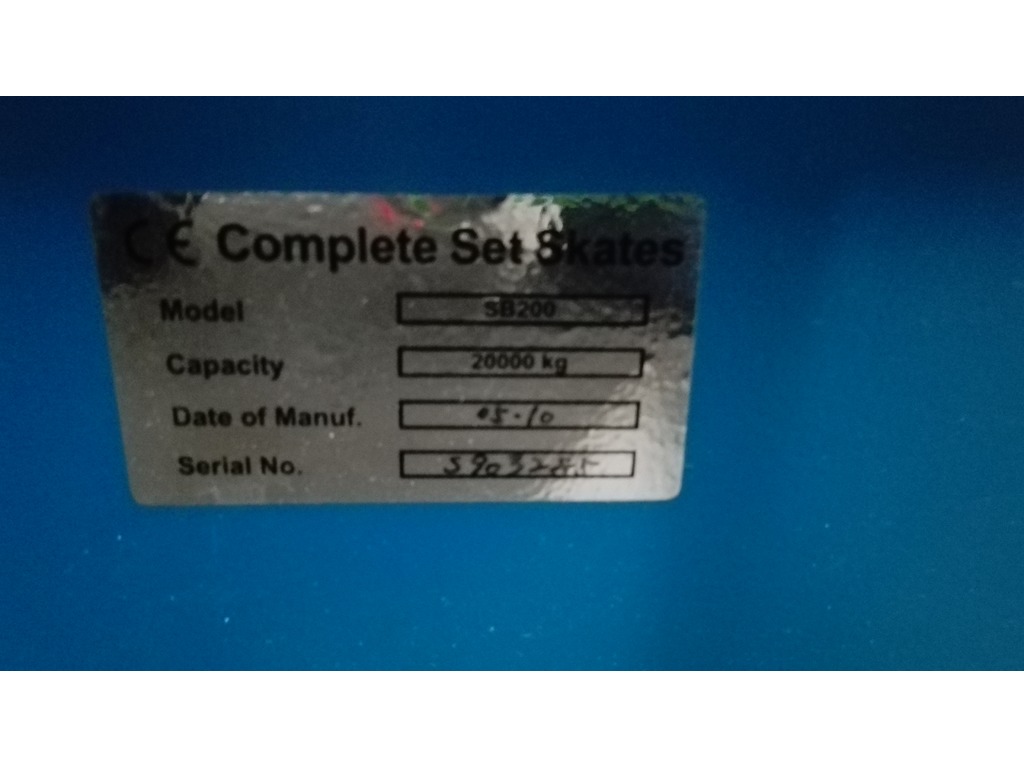 CE Complete Set Skates
Model SB200
Capacity 20000 kg
Date of Manuf. 05-10
Serial No.